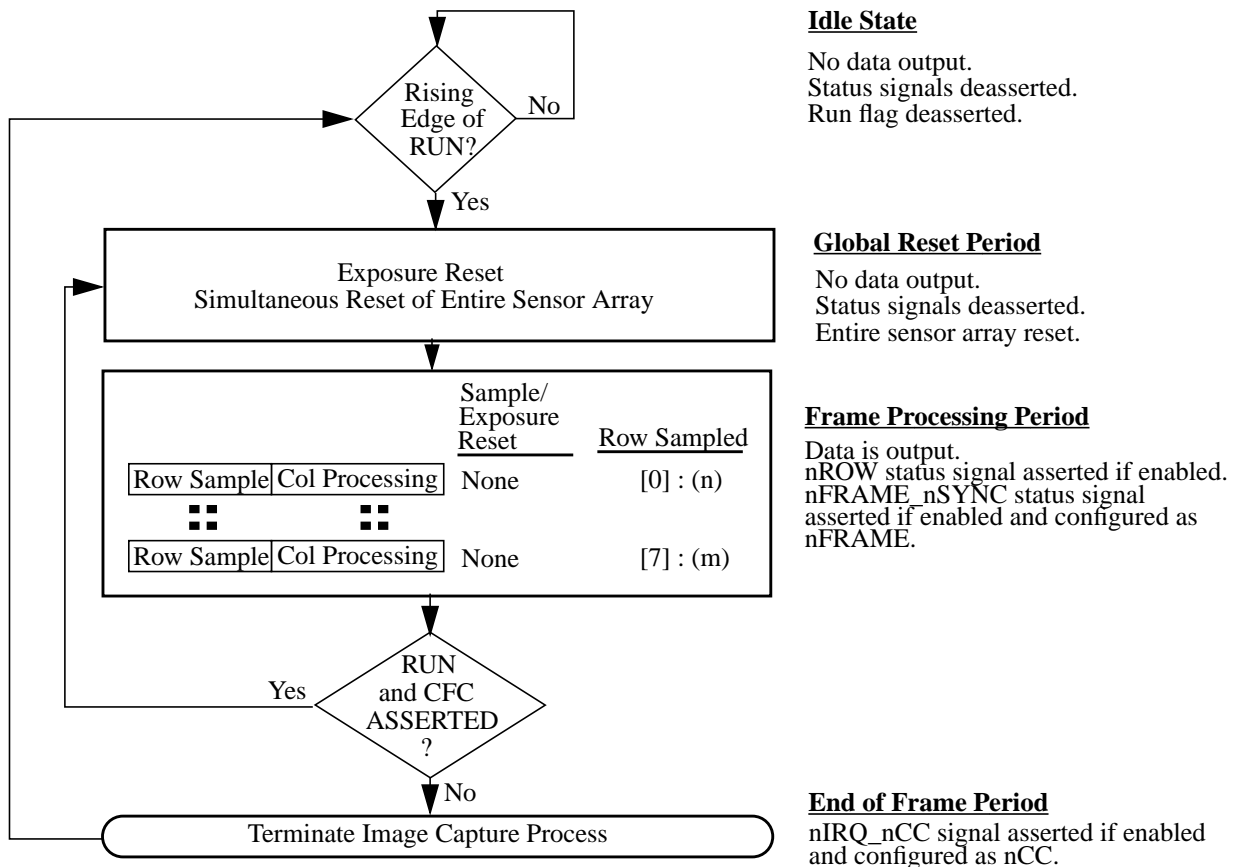 Idle State
No data output.
Status signals deasserted.
Run flag deasserted.
Rising
Edge of
RUN?
No
Yes
Global Reset Period
No data output.
Status signals deasserted.
Entire sensor array reset.
Exposure Reset
Simultaneous Reset of Entire Sensor Array
Sample/
Exposure
Reset
Row Sampled
Row Sample Col Processing None [0] : (n)
Row Sample Col Processing None [7] : (m)
Frame Processing Period
Data is output.
nROW status signal asserted if enabled.
nFRAME_nSYNC status signal
asserted if enabled and configured as
nFRAME.
RUN
and CFC
ASSERTED
?
Yes
No
Terminate Image Capture Process
End of Frame Period
nIRQ_nCC signal asserted if enabled
and configured as nCC.